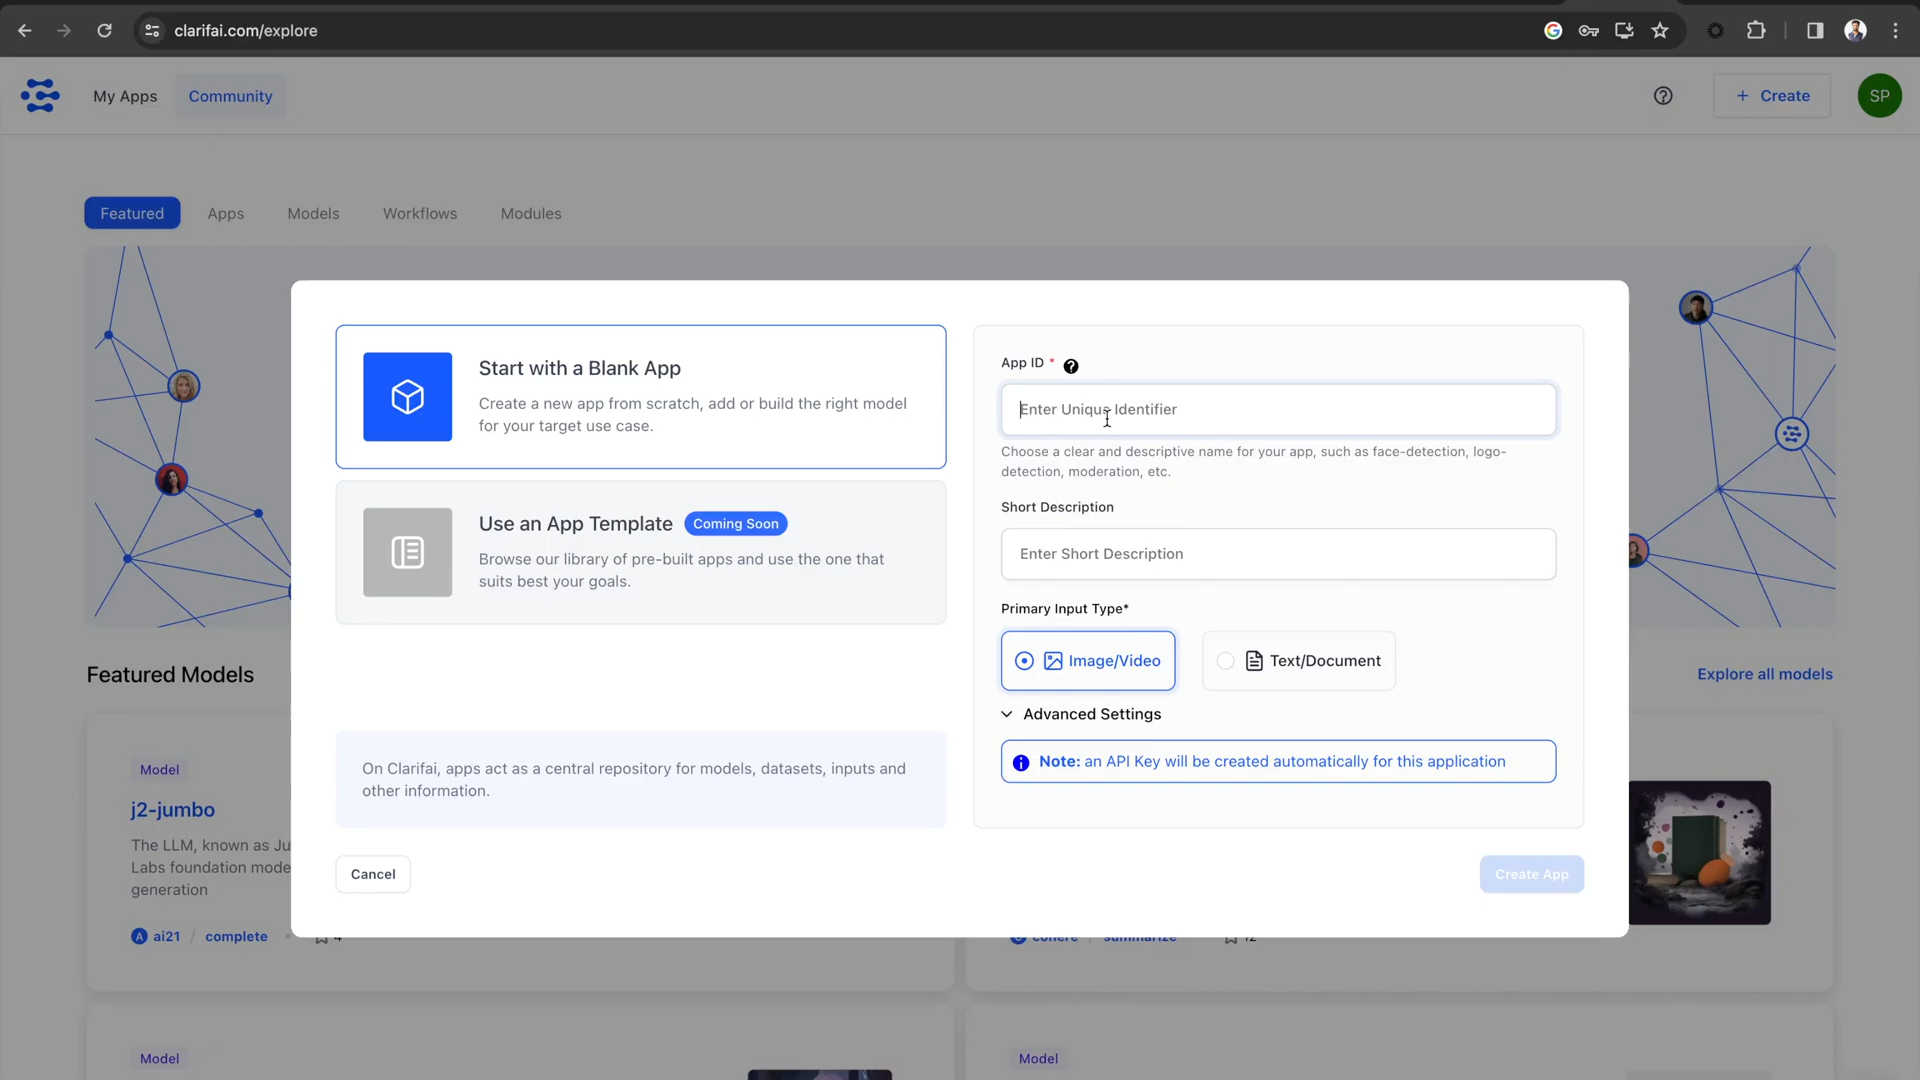 clarifai.com/explore
My Apps
Community
+ Create
SP
Featured
Apps
Models
Workflows
Modules
Start with a Blank App
Create a new app from scratch, add or build the right model
for your target use case.
Use an App Template
Coming Soon
Browse our library of pre-built apps and use the one that
suits best your goals.
On Clarifai, apps act as a central repository for models, datasets, inputs and
other information.
Cancel
App ID *
Enter Unique Identifier
Choose a clear and descriptive name for your app, such as face-detection, logo-
detection, moderation, etc.
Short Description
Enter Short Description
Primary Input Type*
Image/Video
Text/Document
Advanced Settings
Note: an API Key will be created automatically for this application
Create App
Featured Models
Explore all models
Model
j2-jumbo
The LLM, known as Ju
Labs foundation mode
generation
A ai21 / complete
4
cohere / summarize
12
Model
Model